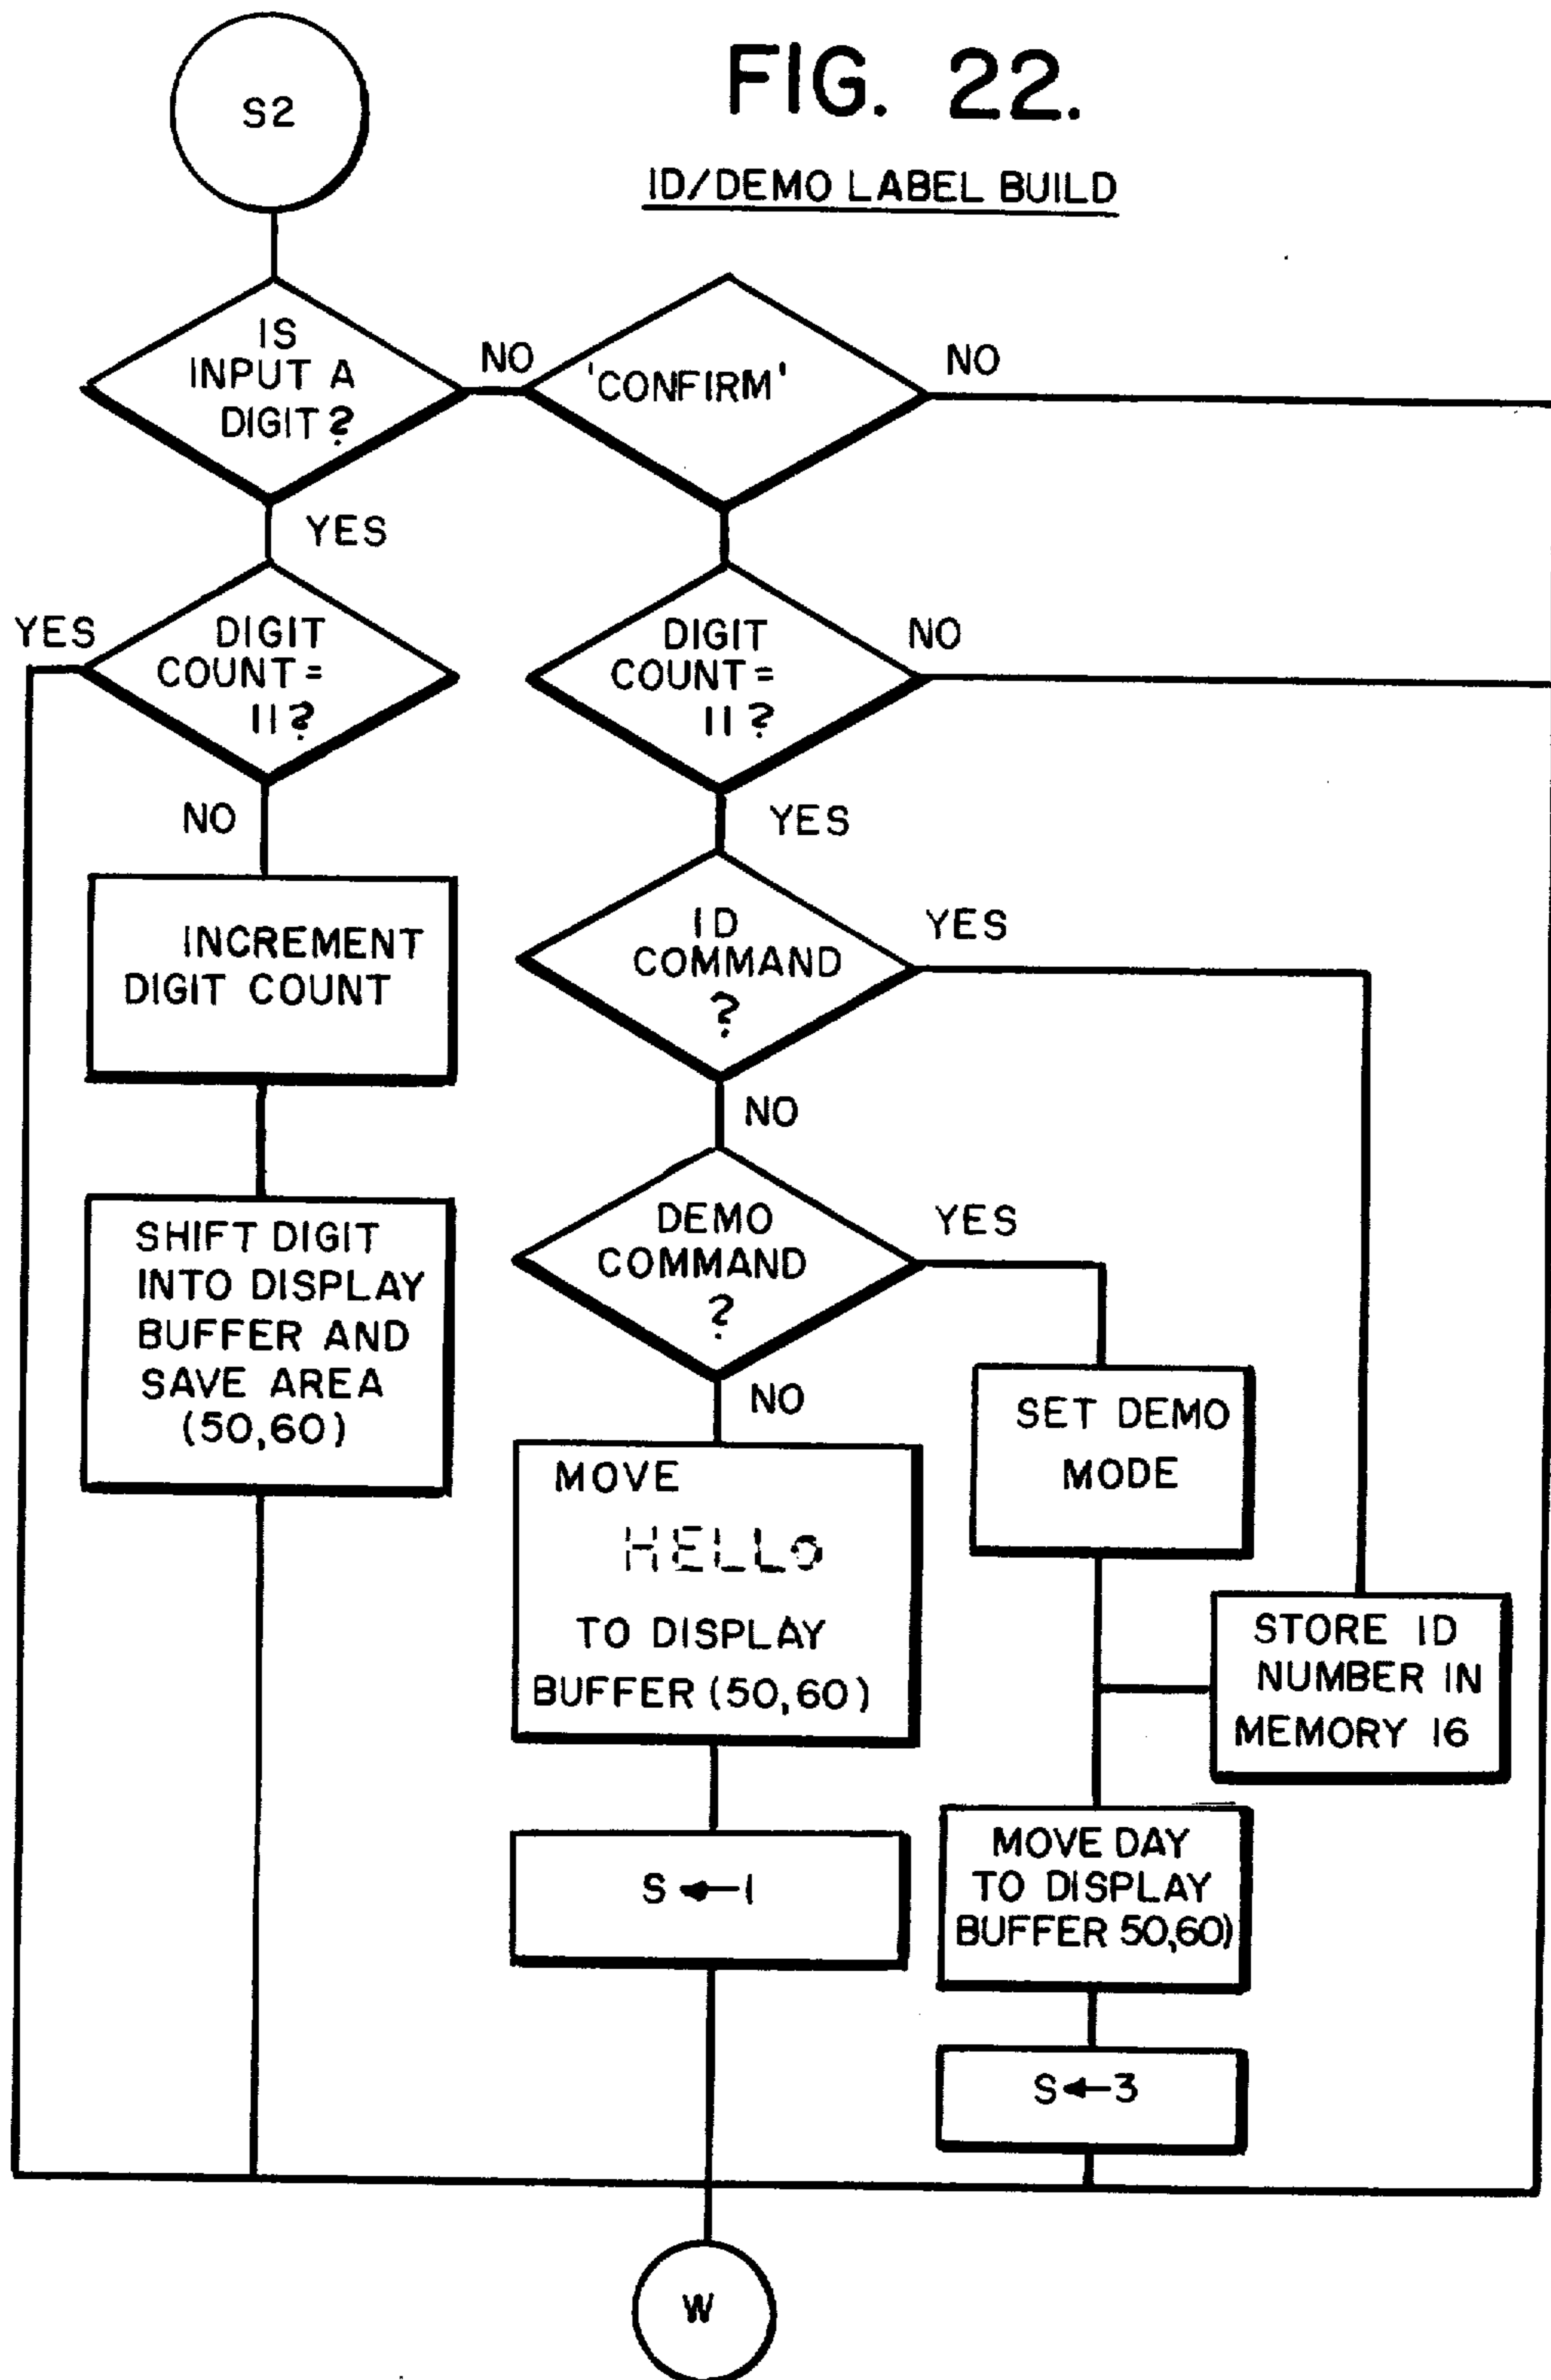 FIG. 22.
ID/DEMO LABEL BUILD
S2
IS
INPUT A
DIGIT?
NO
'CONFIRM'
NO
YES
YES
DIGIT
COUNT=
11?
DIGIT
COUNT=
11?
NO
NO
YES
INCREMENT
DIGIT COUNT
ID
COMMAND
?
YES
NO
SHIFT DIGIT
INTO DISPLAY
BUFFER AND
SAVE AREA
(50,60)
DEMO
COMMAND
?
YES
NO
SET DEMO
MODE
MOVE
HELLO
TO DISPLAY
BUFFER (50,60)
STORE ID
NUMBER IN
MEMORY 16
S←1
MOVE DAY
TO DISPLAY
BUFFER 50,60)
S←3
W